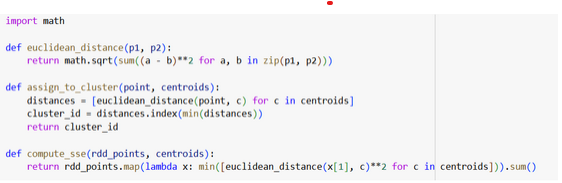 import math
def euclidean_distance(p1, p2):
    return math.sqrt(sum((a - b)**2 for a, b in zip(p1, p2)))
def assign_to_cluster(point, centroids):
    distances = [euclidean_distance(point, c) for c in centroids]
    cluster_id = distances.index(min(distances))
    return cluster_id
def compute_sse(rdd_points, centroids):
    return rdd_points.map(lambda x: min([euclidean_distance(x[1], c)**2 for c in centroids])).sum()